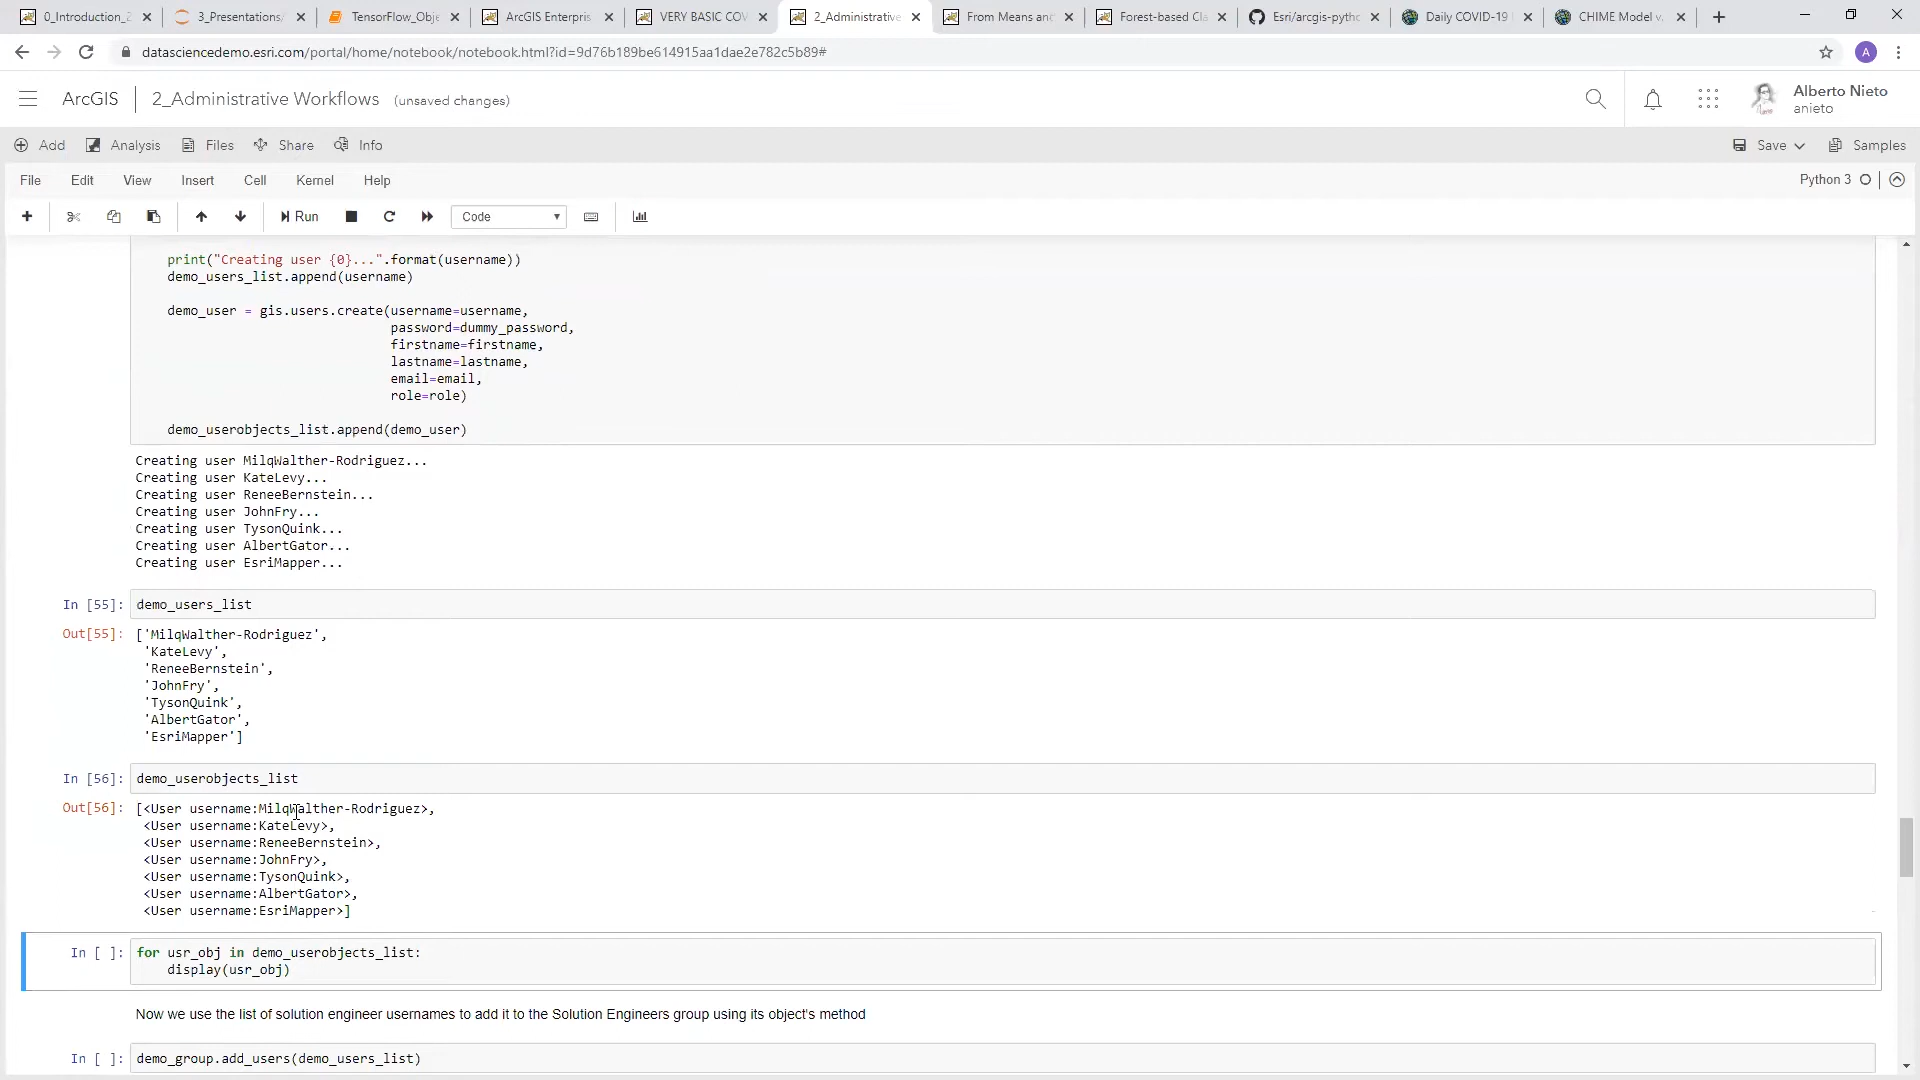 0_Introduction_2
3_Presentations/
TensorFlow_Obje
ArcGIS Enterpris
VERY BASIC COV
2_Administrative
From Means and
Forest-based Cla
Esri/arcgis-pytho
Daily COVID-19
CHIME Model v.
datasciencedemo.esri.com/portal/home/notebook/notebook.html?id=9d76b189be614915aa1dae2e782c5b89#
A
ArcGIS
2_Administrative Workflows (unsaved changes)
Alberto Nieto
anieto
Add
Analysis
Files
Share
Info
Save
Samples
File
Edit
View
Insert
Cell
Kernel
Help
Python 3
Run
Code
print("Creating user {0}...".format(username))
demo_users_list.append(username)
demo_user = gis.users.create(username=username,
password=dummy_password,
firstname=firstname,
lastname=lastname,
email=email,
role=role)
demo_userobjects_list.append(demo_user)
Creating user MilqWalther-Rodriguez...
Creating user KateLevy...
Creating user ReneeBernstein...
Creating user JohnFry...
Creating user TysonQuink...
Creating user AlbertGator...
Creating user EsriMapper...
In [55]: demo_users_list
Out[55]: ['MilqWalther-Rodriguez',
'KateLevy',
'ReneeBernstein',
'JohnFry',
'TysonQuink',
'AlbertGator',
'EsriMapper']
In [56]: demo_userobjects_list
Out[56]: [<User username:MilqWalther-Rodriguez>,
<User username:KateLevy>,
<User username:ReneeBernstein>,
<User username:JohnFry>,
<User username:TysonQuink>,
<User username:AlbertGator>,
<User username:EsriMapper>]
In [ ]: for usr_obj in demo_userobjects_list:
display(usr_obj)
Now we use the list of solution engineer usernames to add it to the Solution Engineers group using its object's method
In [ ]: demo_group.add_users(demo_users_list)